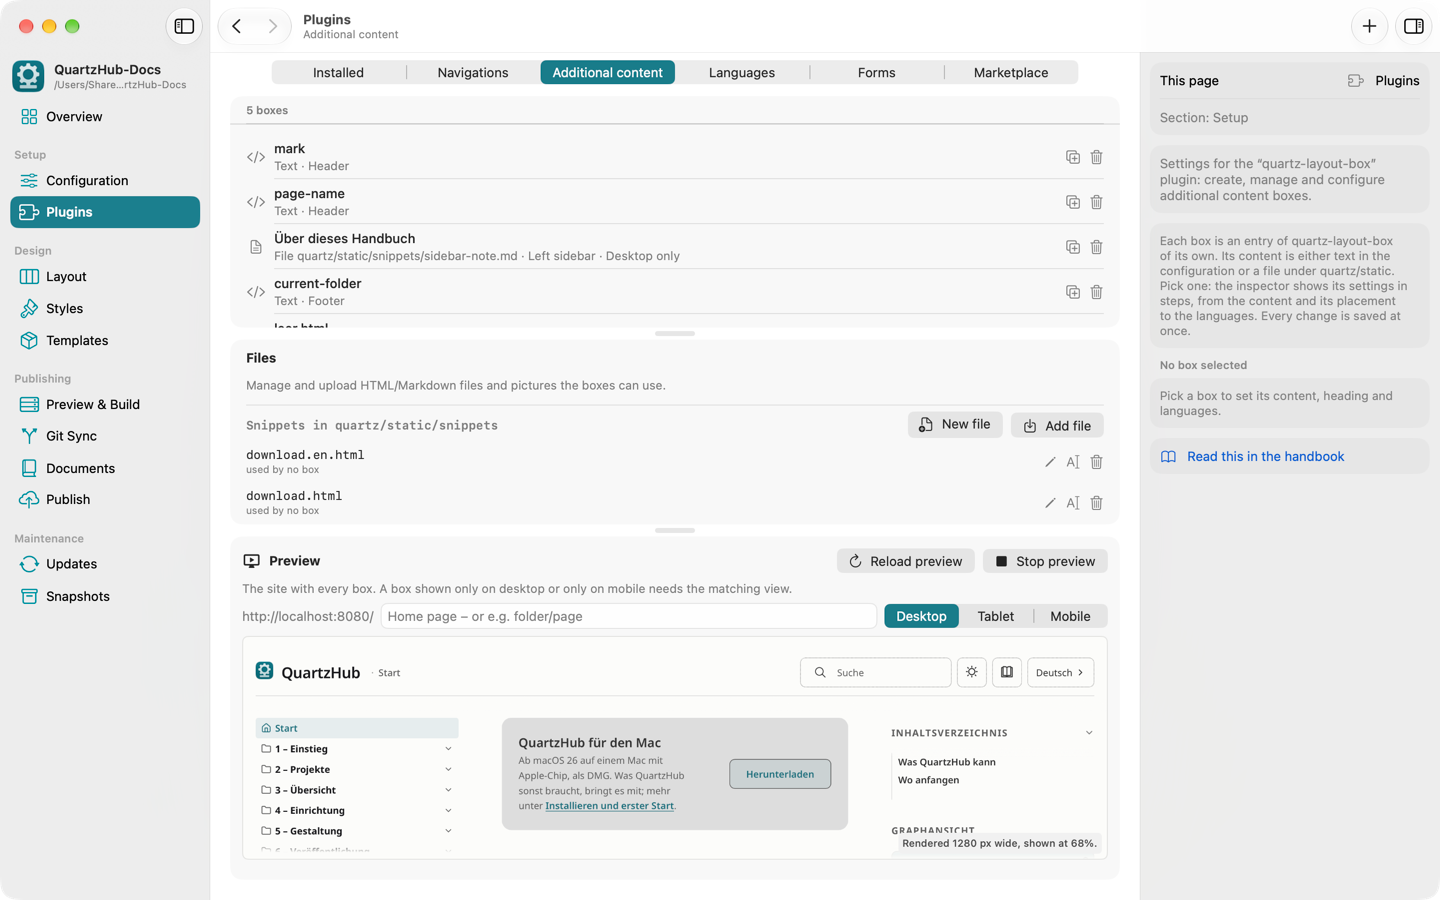 Plugins
Additional content
QuartzHub-Docs
/Users/Share...rtzHub-Docs
Overview
Setup
Configuration
Plugins
Design
Layout
Styles
Templates
Publishing
Preview & Build
Git Sync
Documents
Publish
Maintenance
Updates
Snapshots
Installed
Navigations
Additional content
Languages
Forms
Marketplace
5 boxes
mark
Text · Header
page-name
Text · Header
Über dieses Handbuch
File quartz/static/snippets/sidebar-note.md · Left sidebar · Desktop only
current-folder
Text · Footer
Files
Manage and upload HTML/Markdown files and pictures the boxes can use.
Snippets in quartz/static/snippets
New file
Add file
download.en.html
used by no box
download.html
used by no box
Preview
Reload preview
Stop preview
The site with every box. A box shown only on desktop or only on mobile needs the matching view.
http://localhost:8080/
Home page – or e.g. folder/page
Desktop
Tablet
Mobile
QuartzHub
· Start
Suche
Deutsch
Start
1 – Einstieg
2 – Projekte
3 – Übersicht
4 – Einrichtung
5 – Gestaltung
QuartzHub für den Mac
Ab macOS 26 auf einem Mac mit
Apple-Chip, als DMG. Was QuartzHub
sonst braucht, bringt es mit; mehr
unter Installieren und erster Start.
Herunterladen
INHALTSVERZEICHNIS
Was QuartzHub kann
Wo anfangen
GRAPHANSICHT
Rendered 1280 px wide, shown at 68%.
This page
Plugins
Section: Setup
Settings for the “quartz-layout-box”
plugin: create, manage and configure
additional content boxes.
Each box is an entry of quartz-layout-box
of its own. Its content is either text in the
configuration or a file under quartz/static.
Pick one: the inspector shows its settings in
steps, from the content and its placement
to the languages. Every change is saved at
once.
No box selected
Pick a box to set its content, heading and
languages.
Read this in the handbook